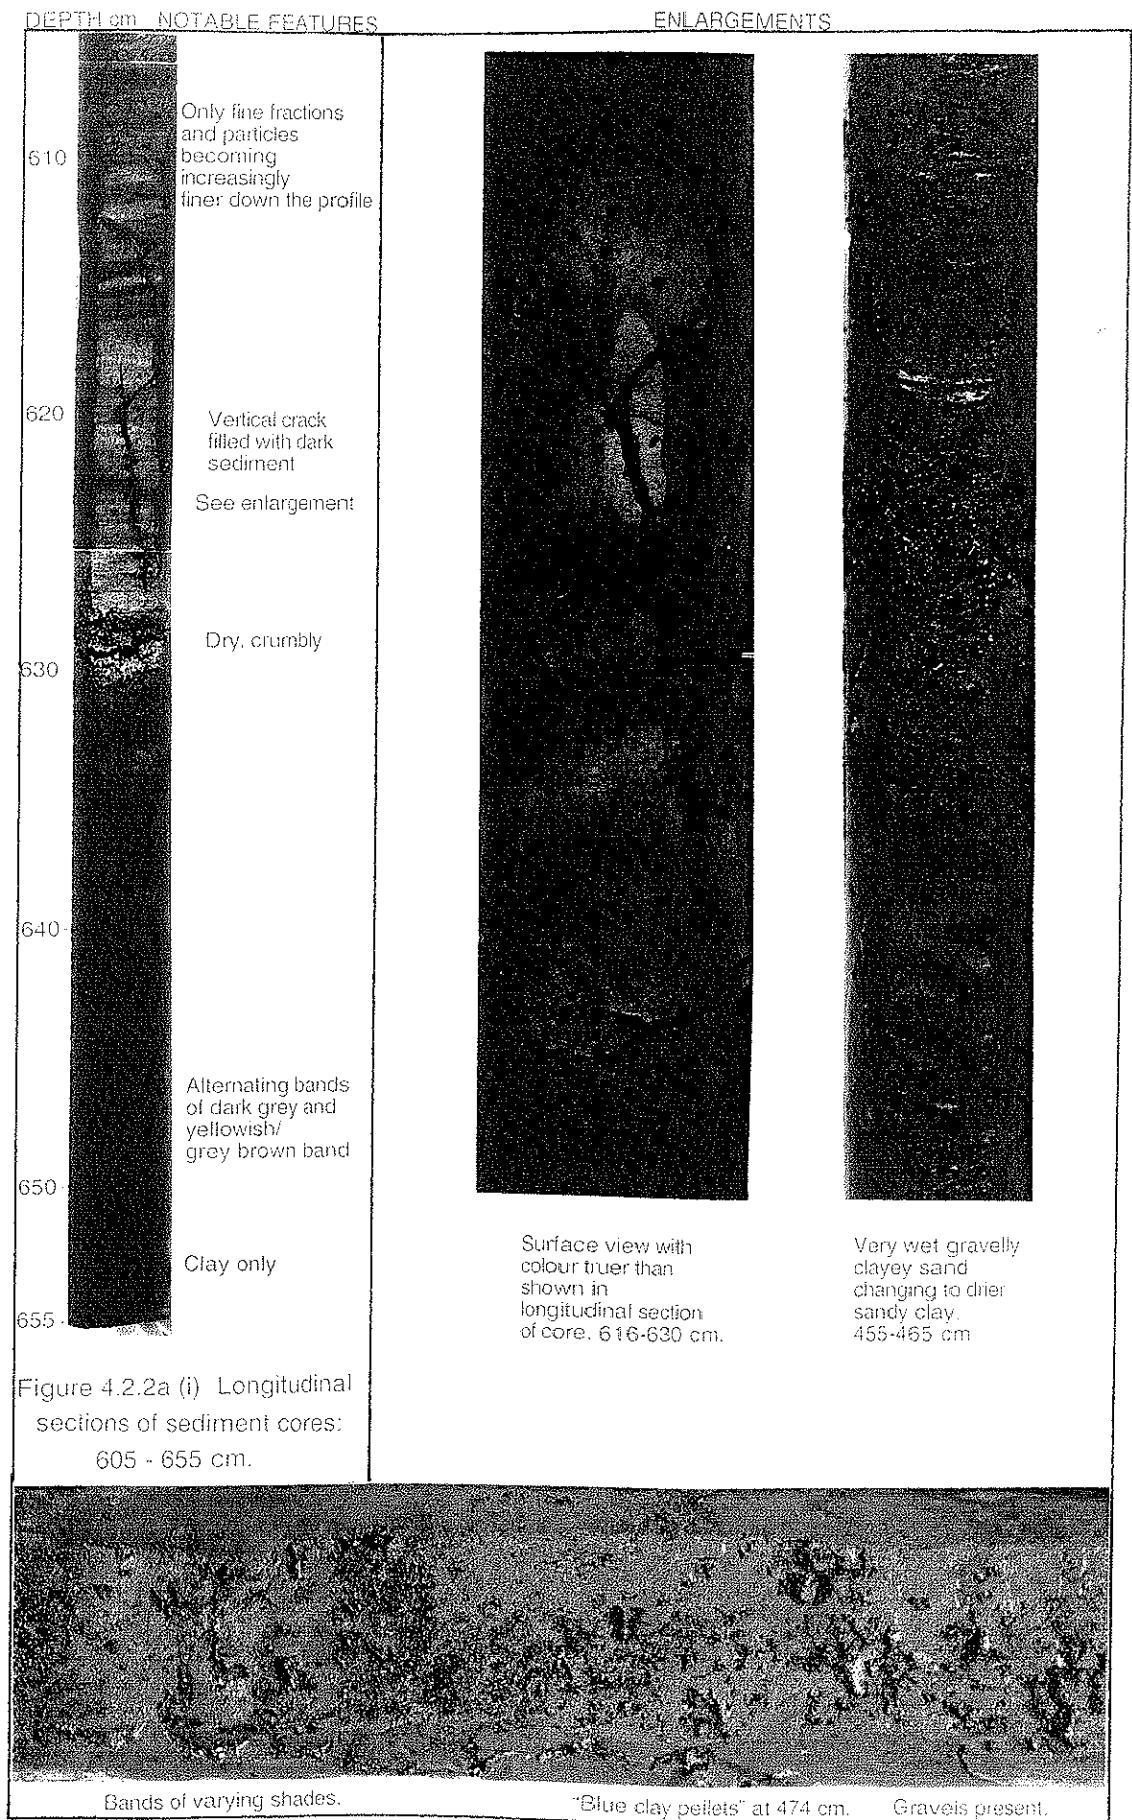 DEPTH cm NOTABLE FEATURES
ENLARGEMENTS
Only fine fractions
and particles
becoming
increasingly
finer down the profile
610
620
Vertical crack
filled with dark
sediment
See enlargement
Dry, crumbly
630
640
Alternating bands
of dark grey and
yellowish/
grey brown band
650
Clay only
655
Surface view with
colour truer than
shown in
longitudinal section
of core. 616-630 cm.
Very wet gravelly
clayey sand
changing to drier
sandy clay.
455-465 cm
Figure 4.2.2a (i) Longitudinal
sections of sediment cores:
605 - 655 cm.
Bands of varying shades.
"Blue clay pellets" at 474 cm.
Gravels present.